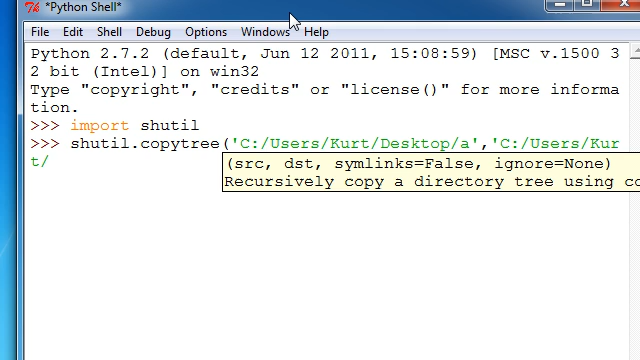 *Python Shell*
File Edit Shell Debug Options Windows Help
Python 2.7.2 (default, Jun 12 2011, 15:08:59) [MSC v.1500 3
2 bit (Intel)] on win32
Type "copyright", "credits" or "license()" for more informa
tion.
>>> import shutil
>>> shutil.copytree('C:/Users/Kurt/Desktop/a','C:/Users/Kur
t/
(src, dst, symlinks=False, ignore=None)
Recursively copy a directory tree using co